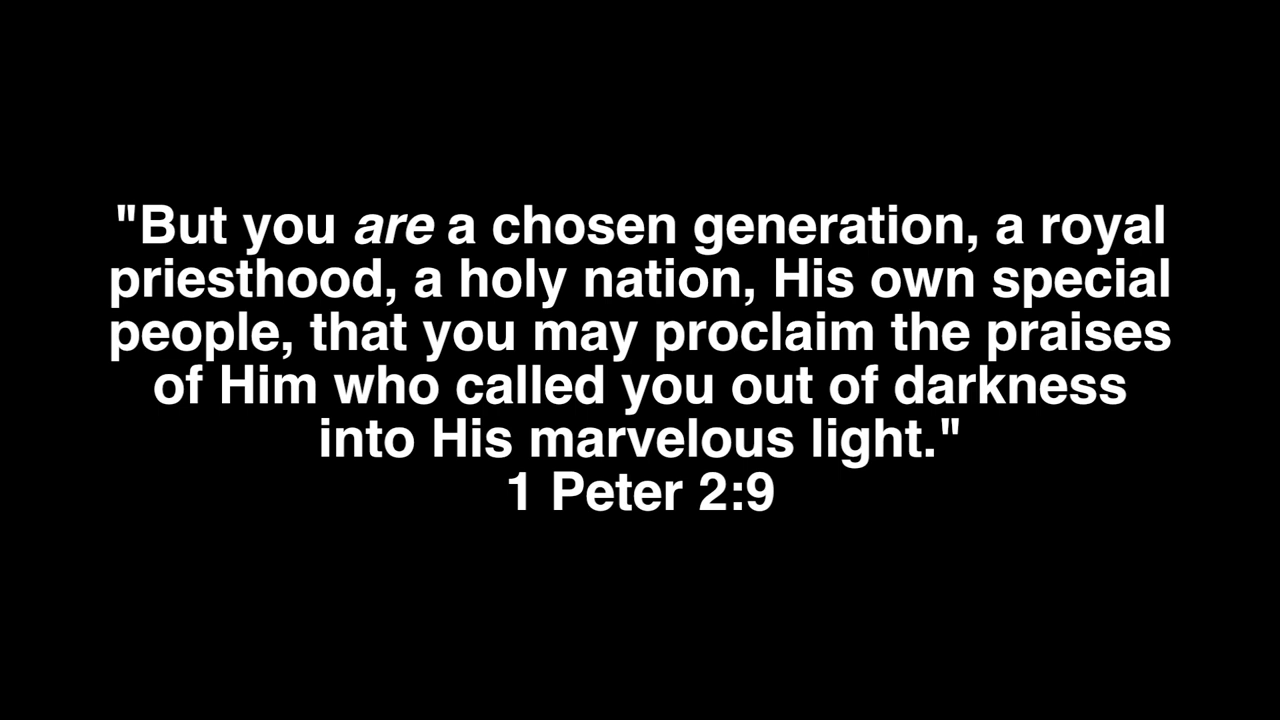 "But you are a chosen generation, a royal
priesthood, a holy nation, His own special
people, that you may proclaim the praises
of Him who called you out of darkness
into His marvelous light."
1 Peter 2:9